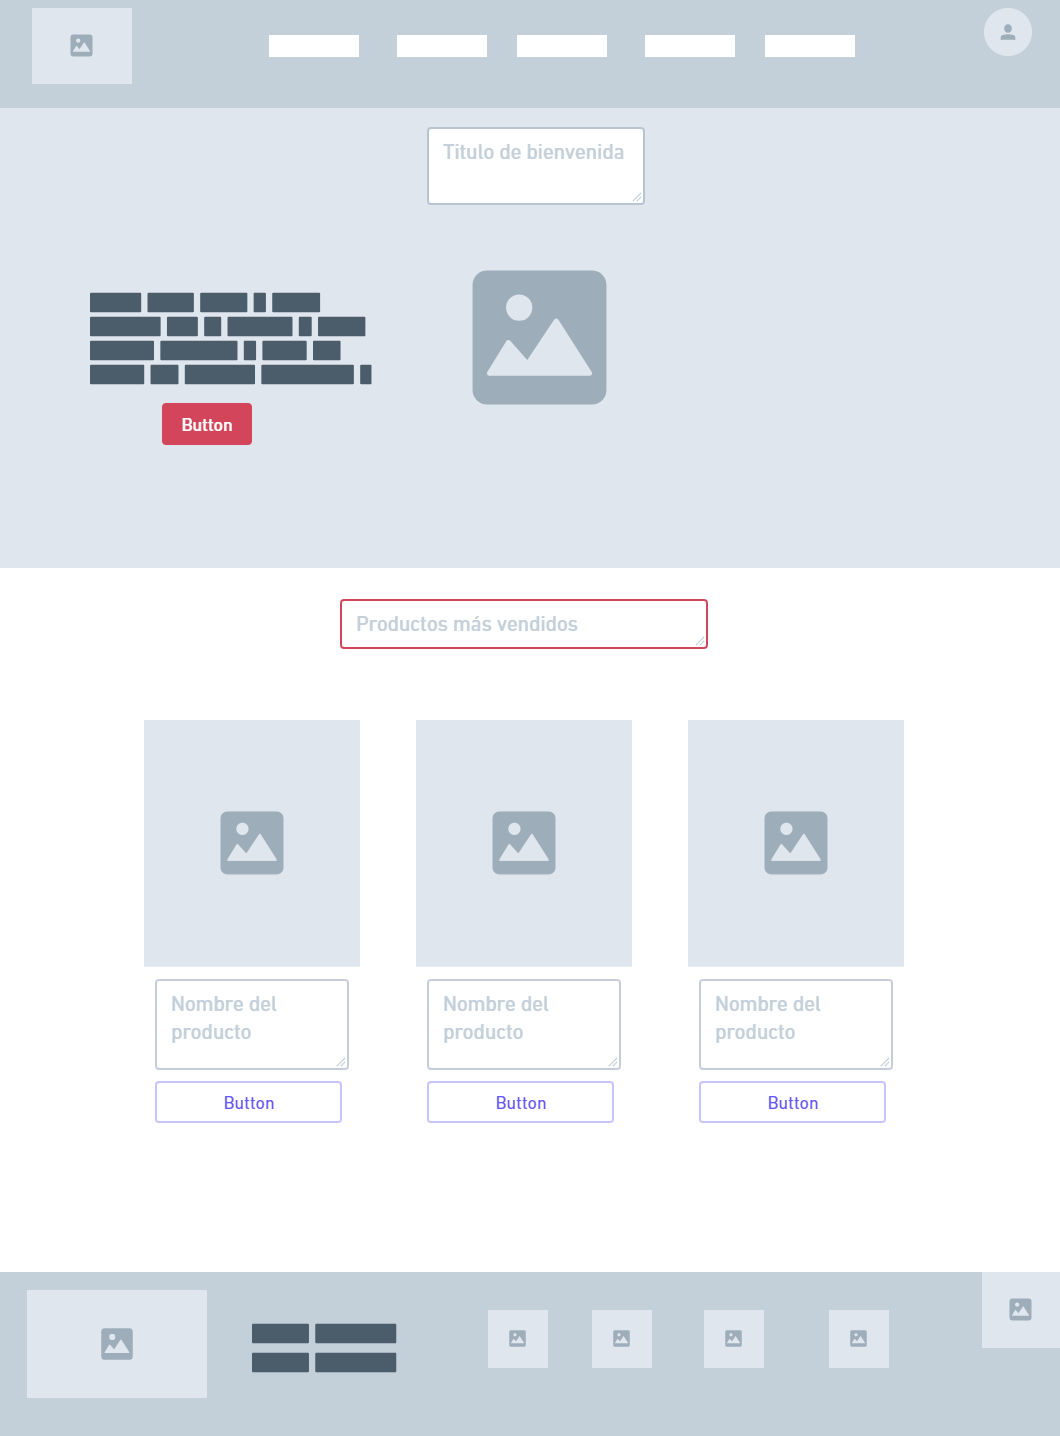 Titulo de bienvenida
Button
Productos más vendidos
Nombre del
producto
Button
Nombre del
producto
Button
Nombre del
producto
Button